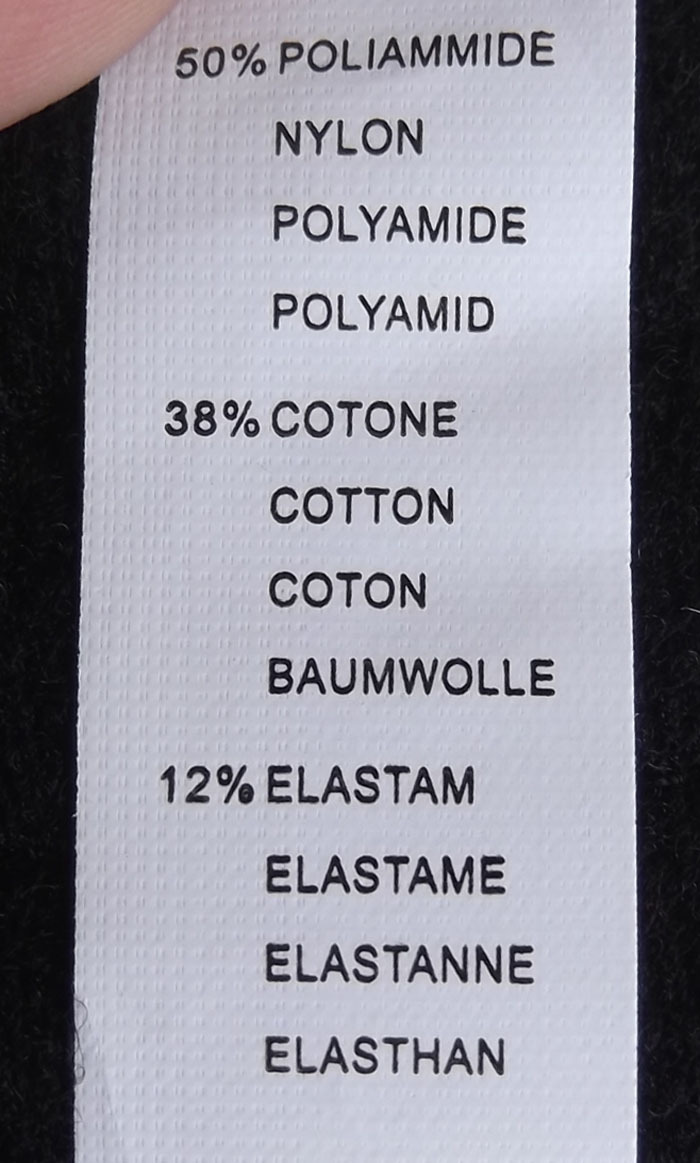 50% POLIAMMIDE
NYLON
POLYAMIDE
POLYAMID
38% COTONE
COTTON
COTON
BAUMWOLLE
12% ELASTAM
ELASTAME
ELASTANNE
ELASTHAN